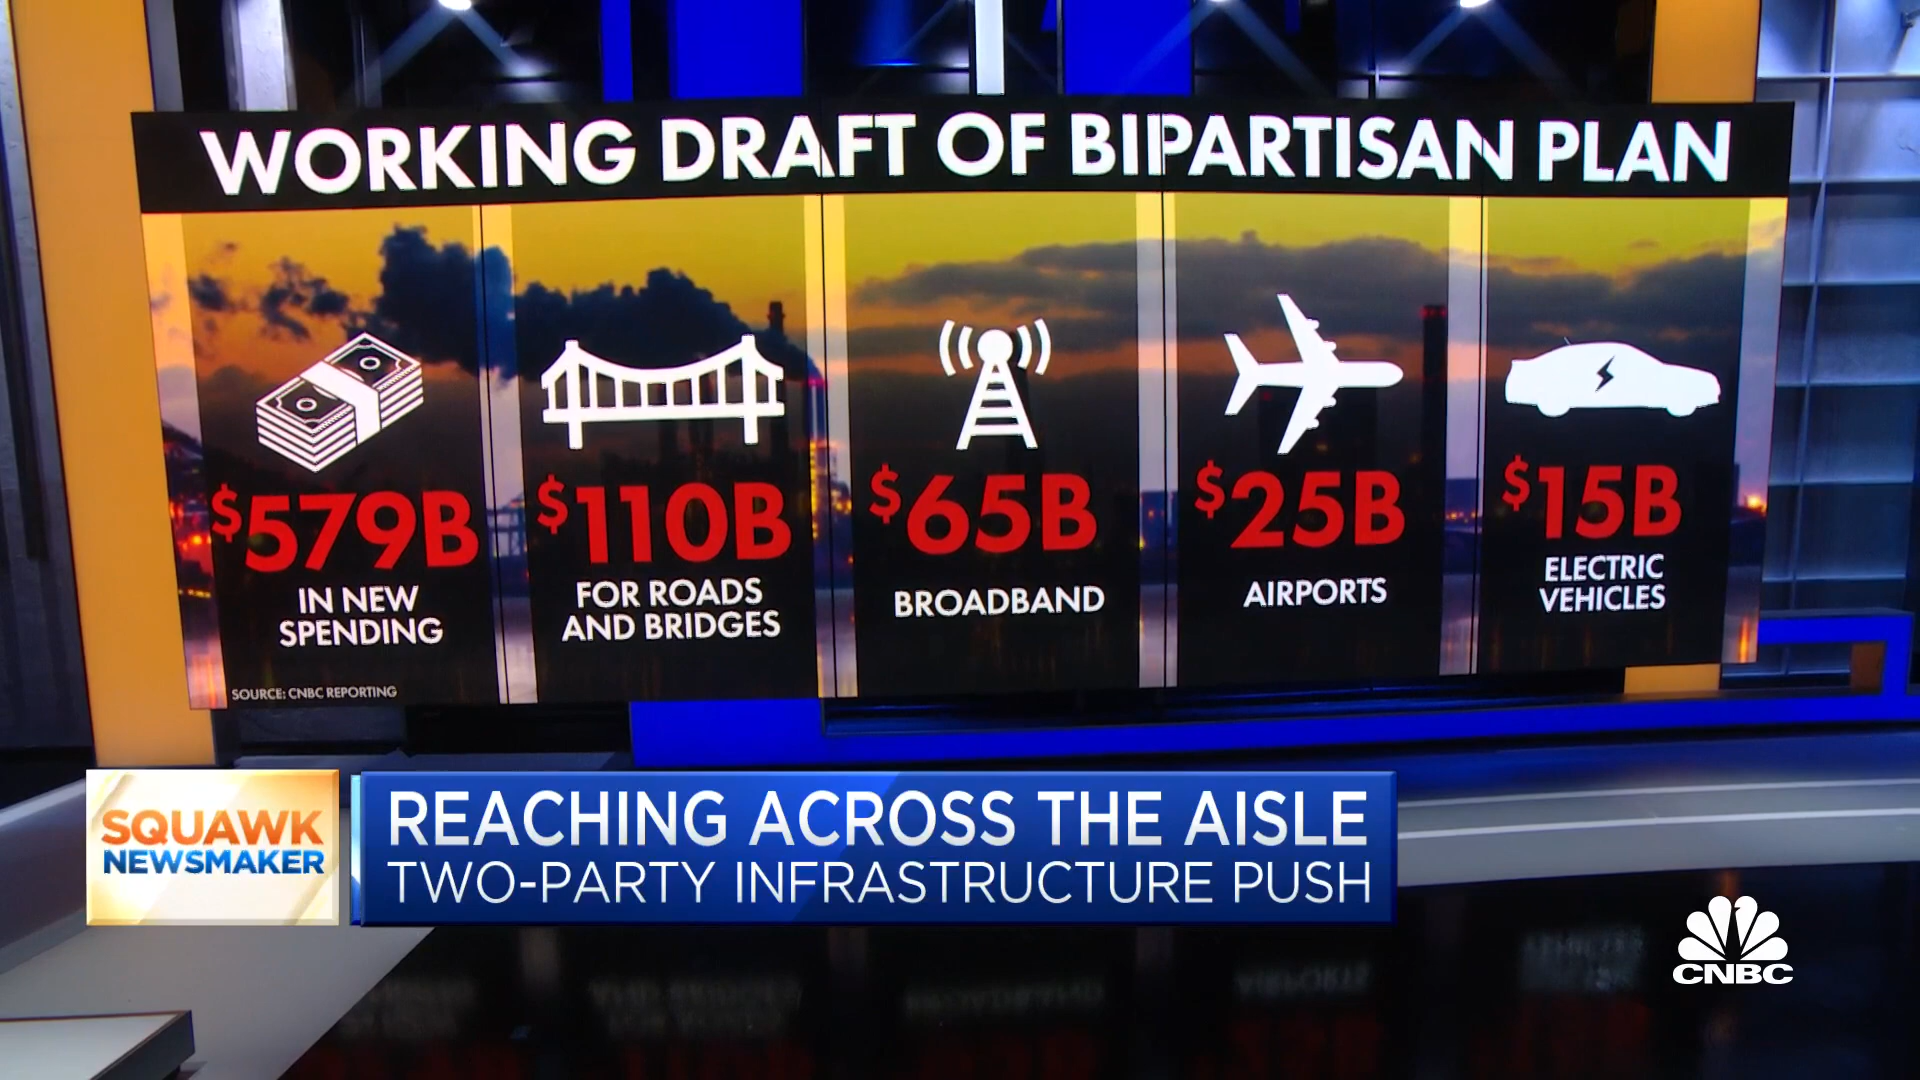 WORKING DRAFT OF BIPARTISAN PLAN
$579B
IN NEW
SPENDING
$110B
FOR ROADS
AND BRIDGES
$65B
BROADBAND
$25B
AIRPORTS
$15B
ELECTRIC
VEHICLES
SOURCE: CNBC REPORTING
SQUAWK
NEWSMAKER
REACHING ACROSS THE AISLE
TWO-PARTY INFRASTRUCTURE PUSH
CNBC